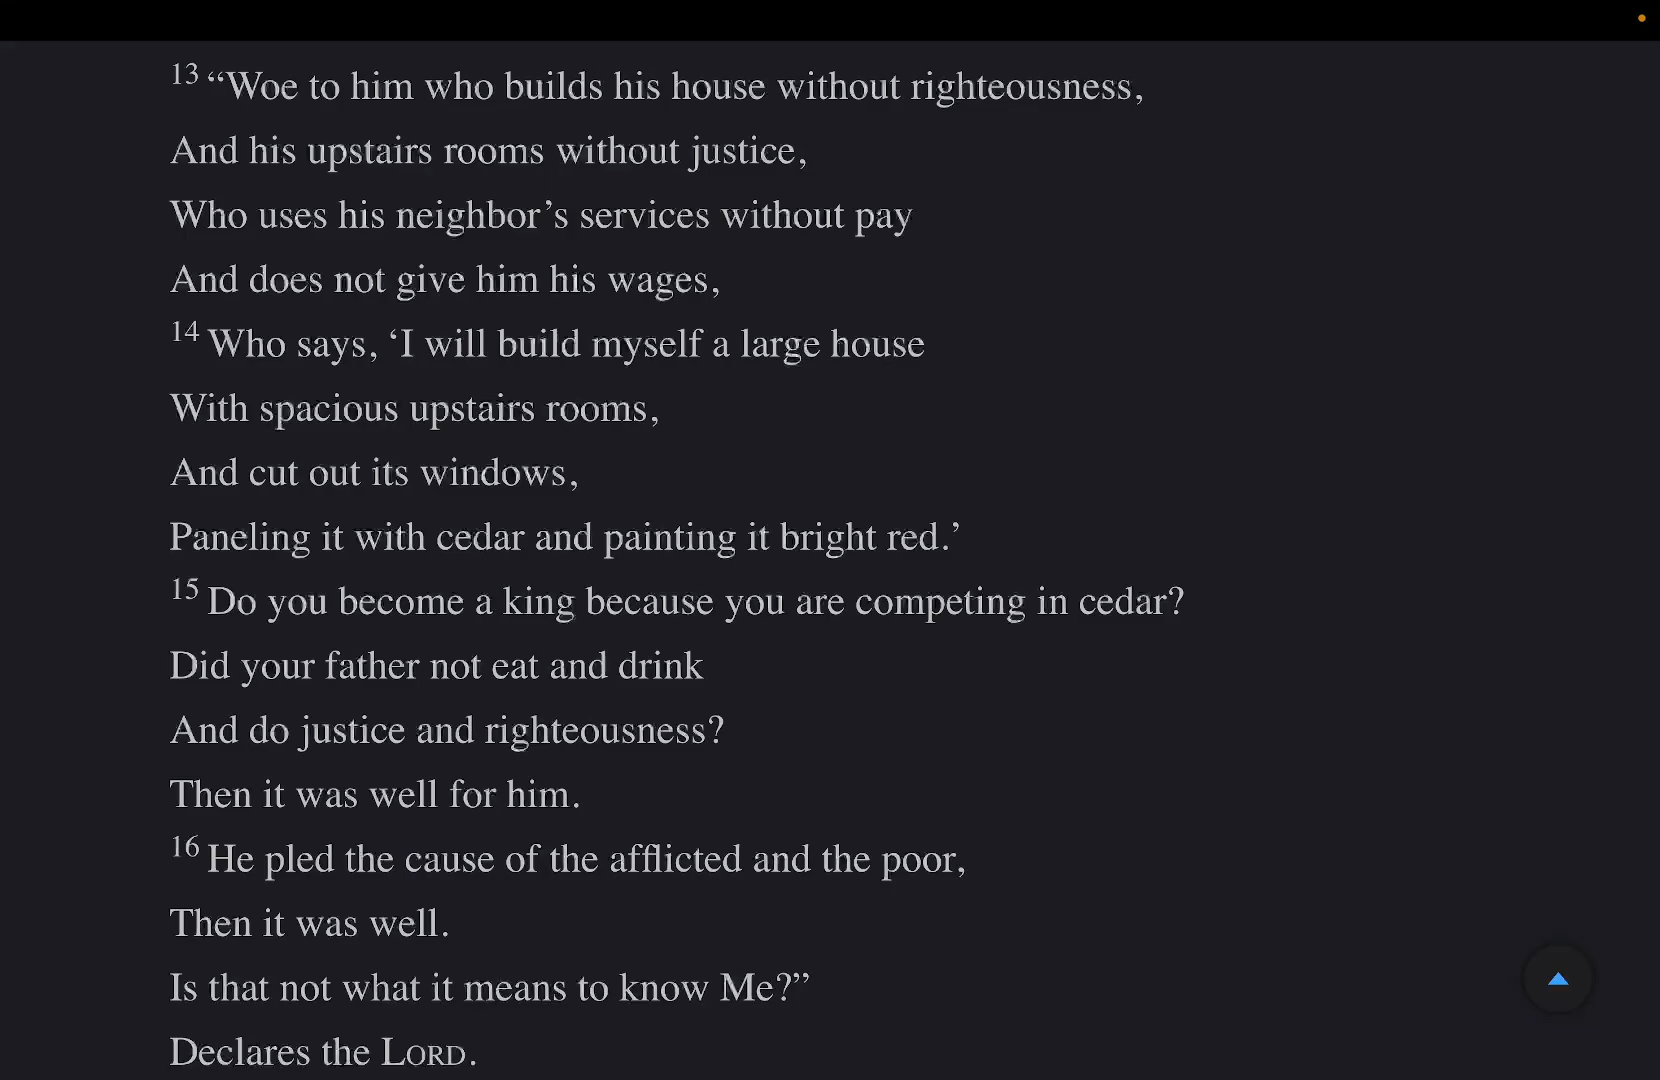 13 “Woe to him who builds his house without righteousness,
And his upstairs rooms without justice,
Who uses his neighbor’s services without pay
And does not give him his wages,
14 Who says, ‘I will build myself a large house
With spacious upstairs rooms,
And cut out its windows,
Paneling it with cedar and painting it bright red.’
15 Do you become a king because you are competing in cedar?
Did your father not eat and drink
And do justice and righteousness?
Then it was well for him.
16 He pled the cause of the afflicted and the poor,
Then it was well.
Is that not what it means to know Me?”
Declares the LORD.